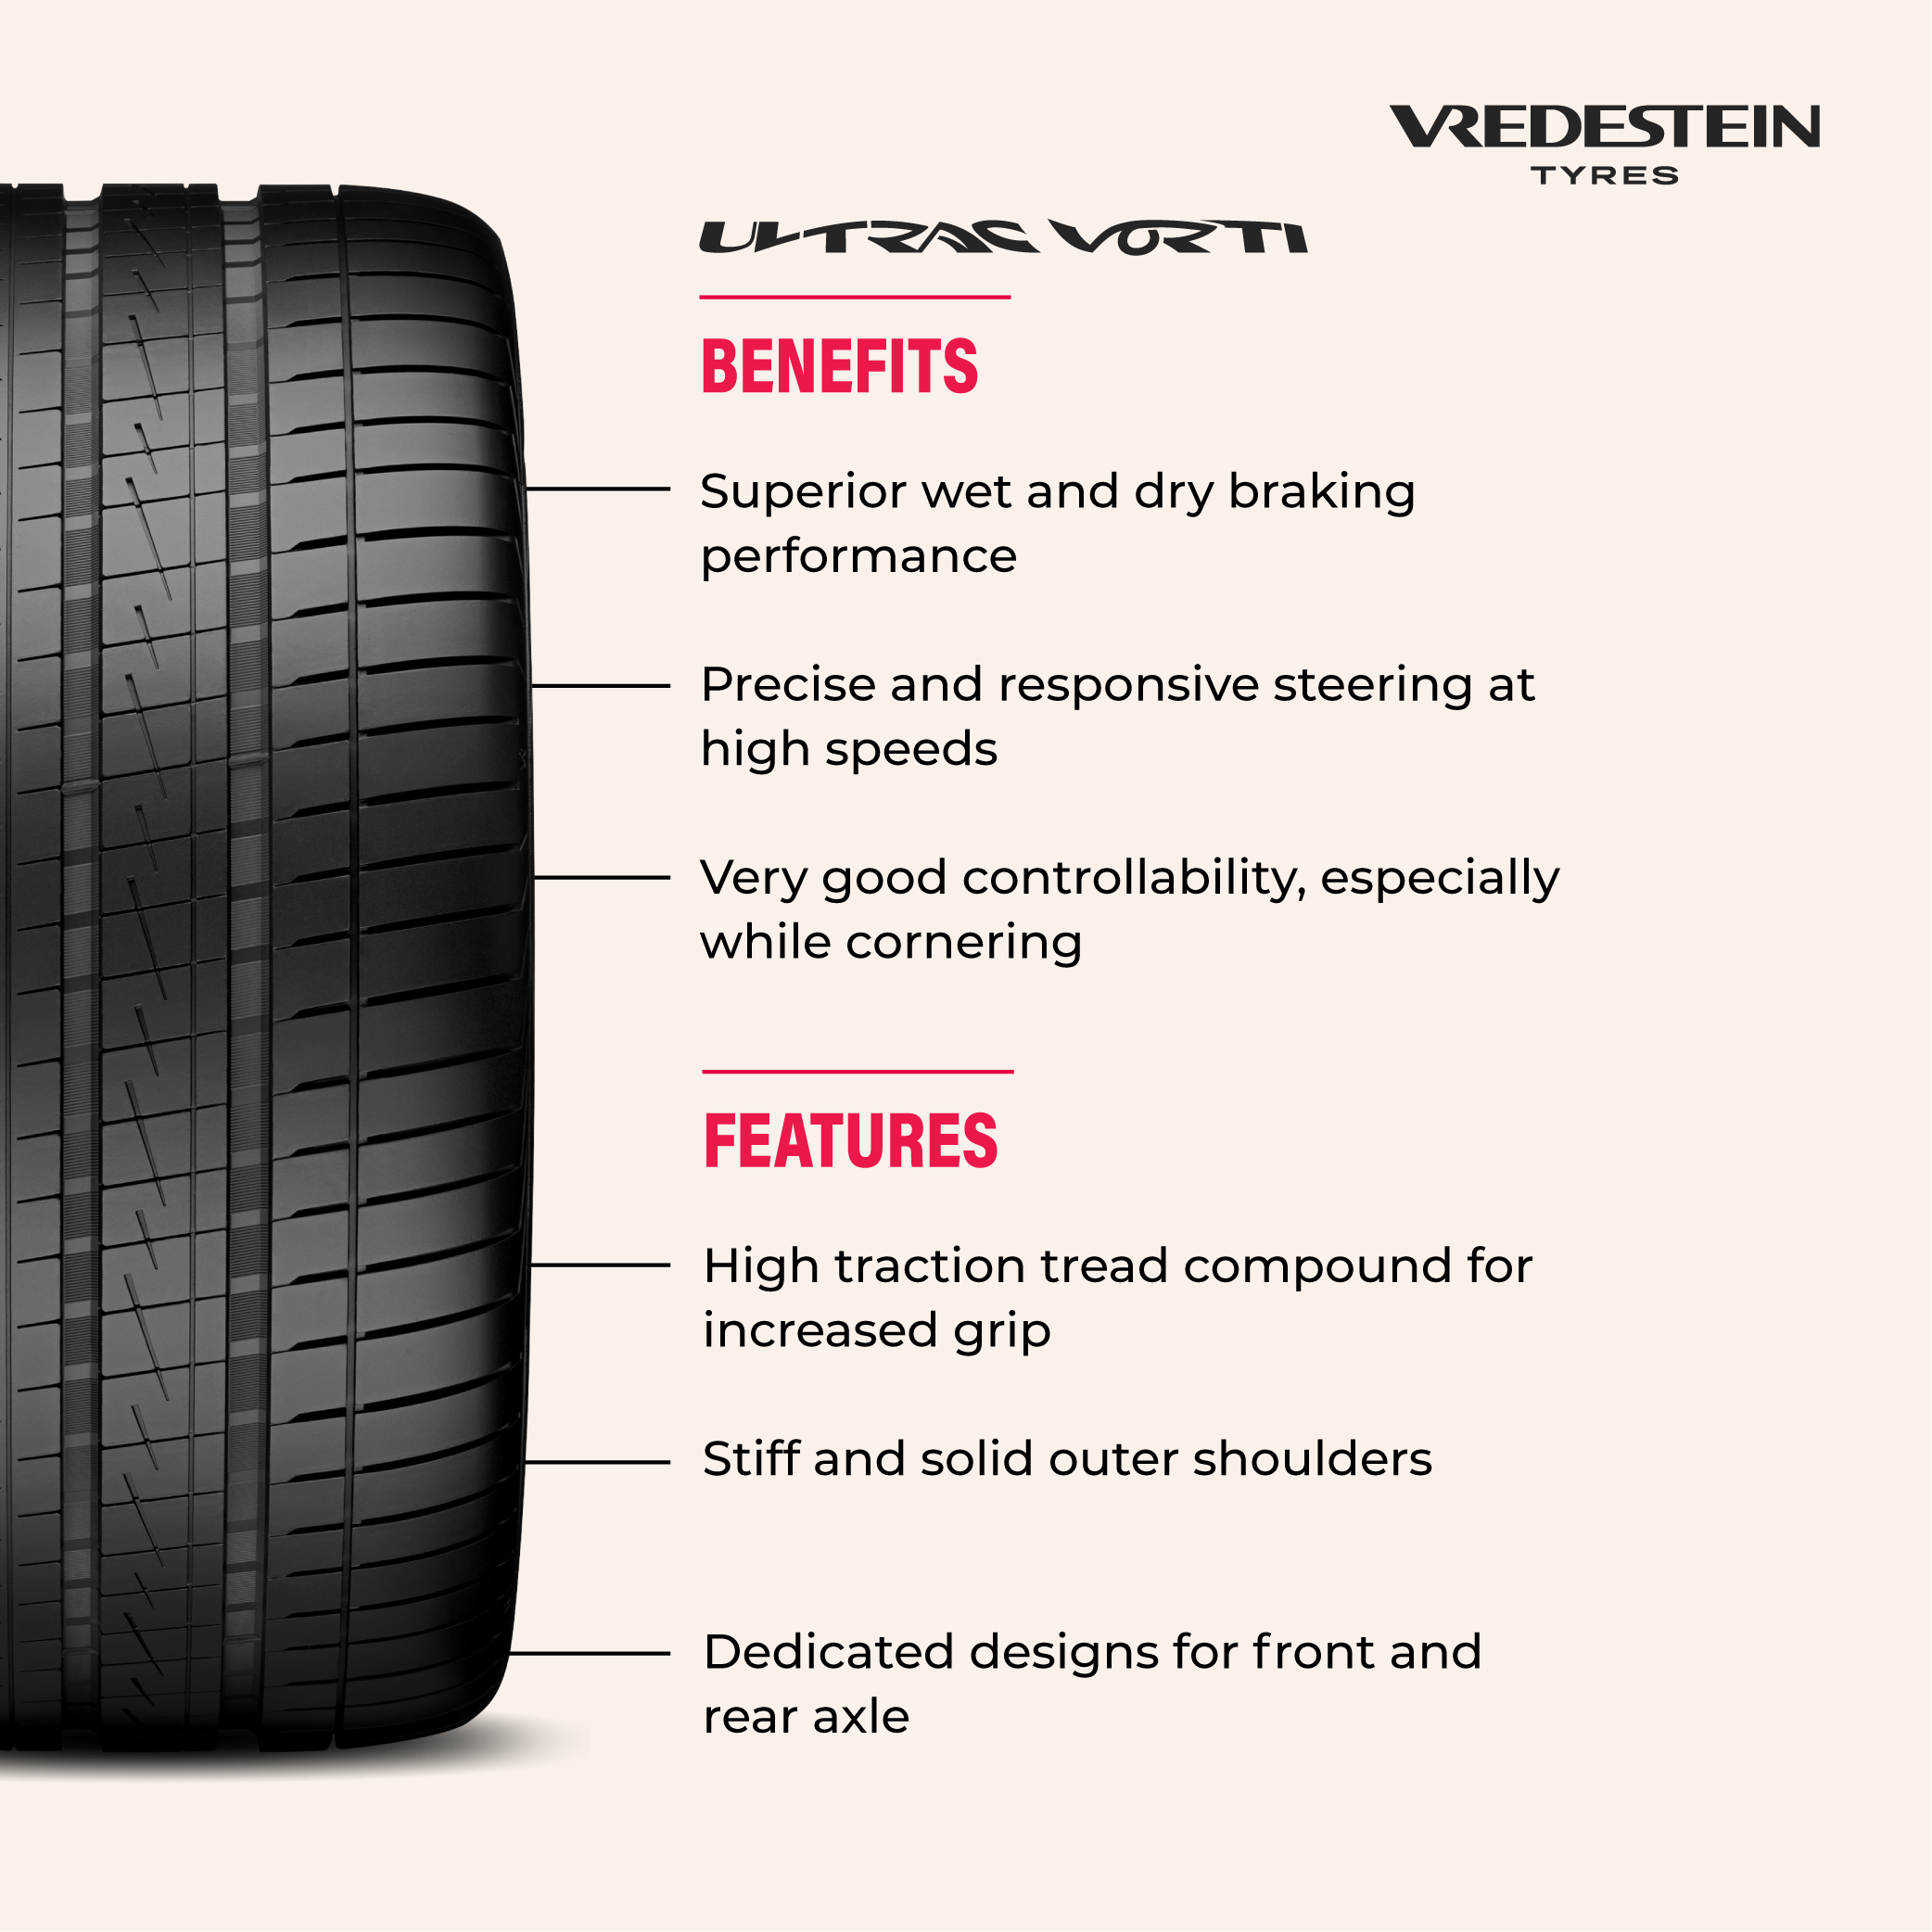 VREDESTEIN
TYRES
ULTRAC VORTI
BENEFITS
Superior wet and dry braking
performance
Precise and responsive steering at
high speeds
Very good controllability, especially
while cornering
FEATURES
High traction tread compound for
increased grip
Stiff and solid outer shoulders
Dedicated designs for front and
rear axle